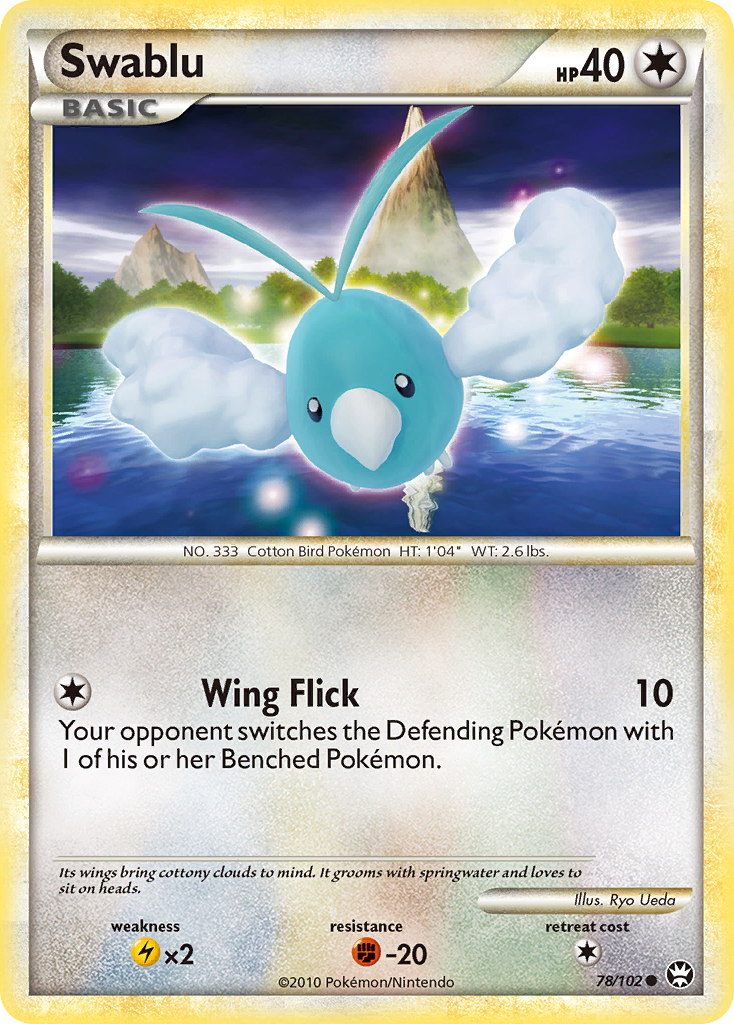 Swablu
HP40
BASIC
NO. 333 Cotton Bird Pokémon HT: 1'04" WT: 2.6 lbs.
Wing Flick 10
Your opponent switches the Defending Pokémon with
1 of his or her Benched Pokémon.
Its wings bring cottony clouds to mind. It grooms with springwater and loves to
sit on heads.
Illus. Ryo Ueda
weakness resistance retreat cost
×2 -20
©2010 Pokémon/Nintendo 78/102